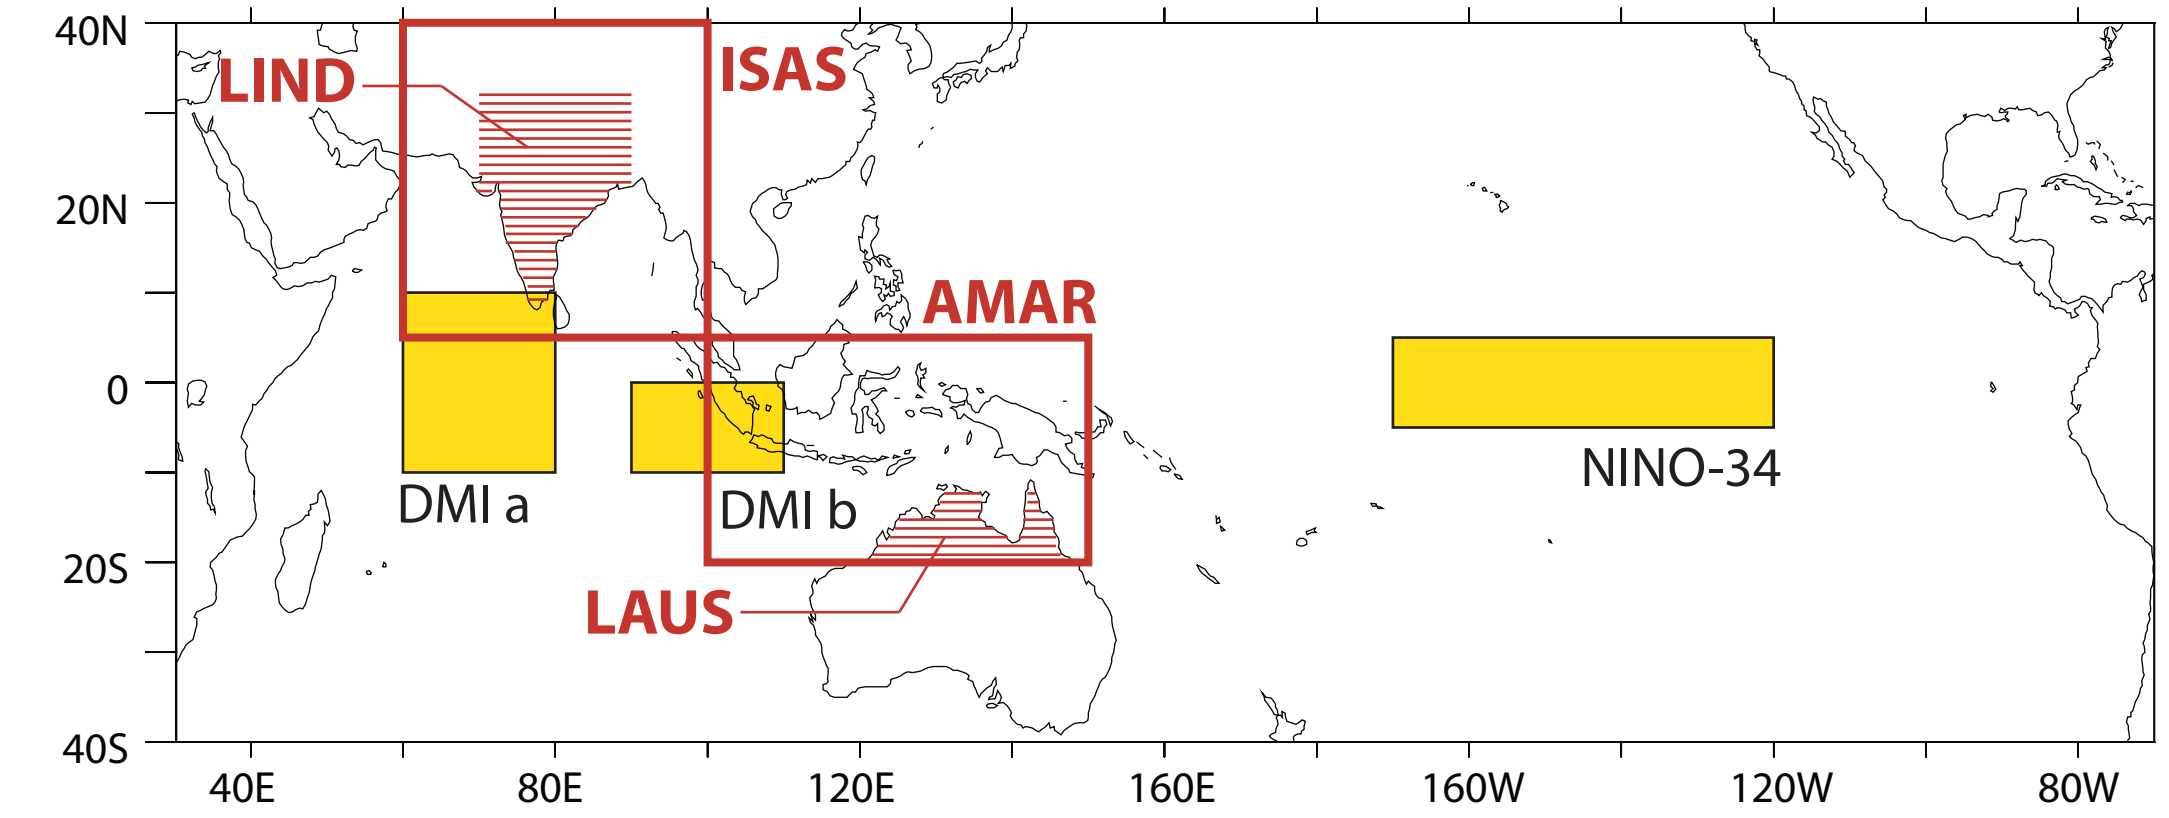 40N
LIND
ISAS
20N
AMAR
0
NINO-34
DMI a
DMI b
20S
LAUS
40S
40E
80E
120E
160E
160W
120W
80W